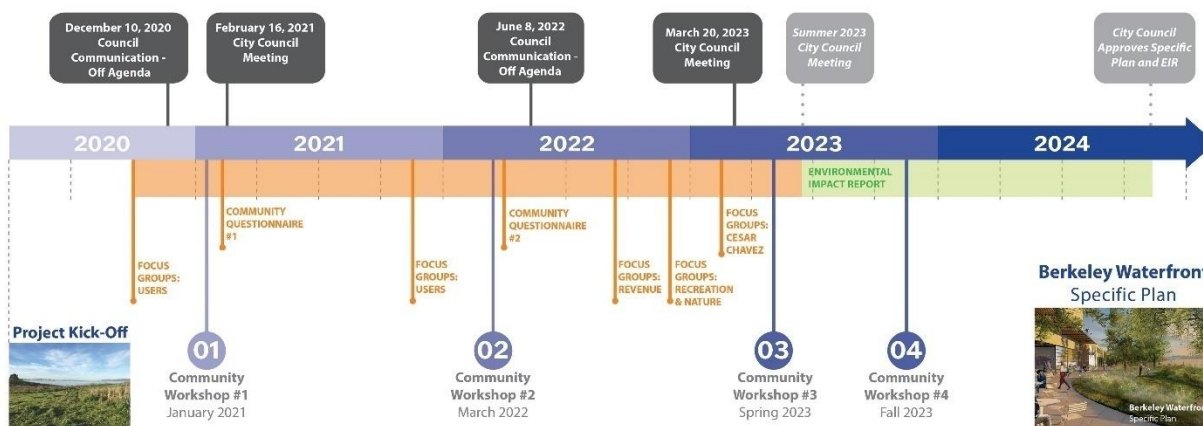 December 10, 2020
Council
Communication -
Off Agenda
February 16, 2021
City Council
Meeting
June 8, 2022
Council
Communication -
Off Agenda
March 20, 2023
City Council
Meeting
Summer 2023
City Council
Meeting
City Council
Approves Specific
Plan and EIR
2020
2021
2022
2023
2024
ENVIRONMENTAL
IMPACT REPORT
COMMUNITY
QUESTIONNAIRE
#1
COMMUNITY
QUESTIONNAIRE
#2
FOCUS
GROUPS:
CESAR
CHAVEZ
FOCUS
GROUPS:
USERS
FOCUS
GROUPS:
USERS
FOCUS
GROUPS:
REVENUE
FOCUS
GROUPS:
RECREATION
& NATURE
Project Kick-Off
01
Community
Workshop #1
January 2021
02
Community
Workshop #2
March 2022
03
Community
Workshop #3
Spring 2023
04
Community
Workshop #4
Fall 2023
Berkeley Waterfront
Specific Plan
Berkeley Waterfront
Specific Plan